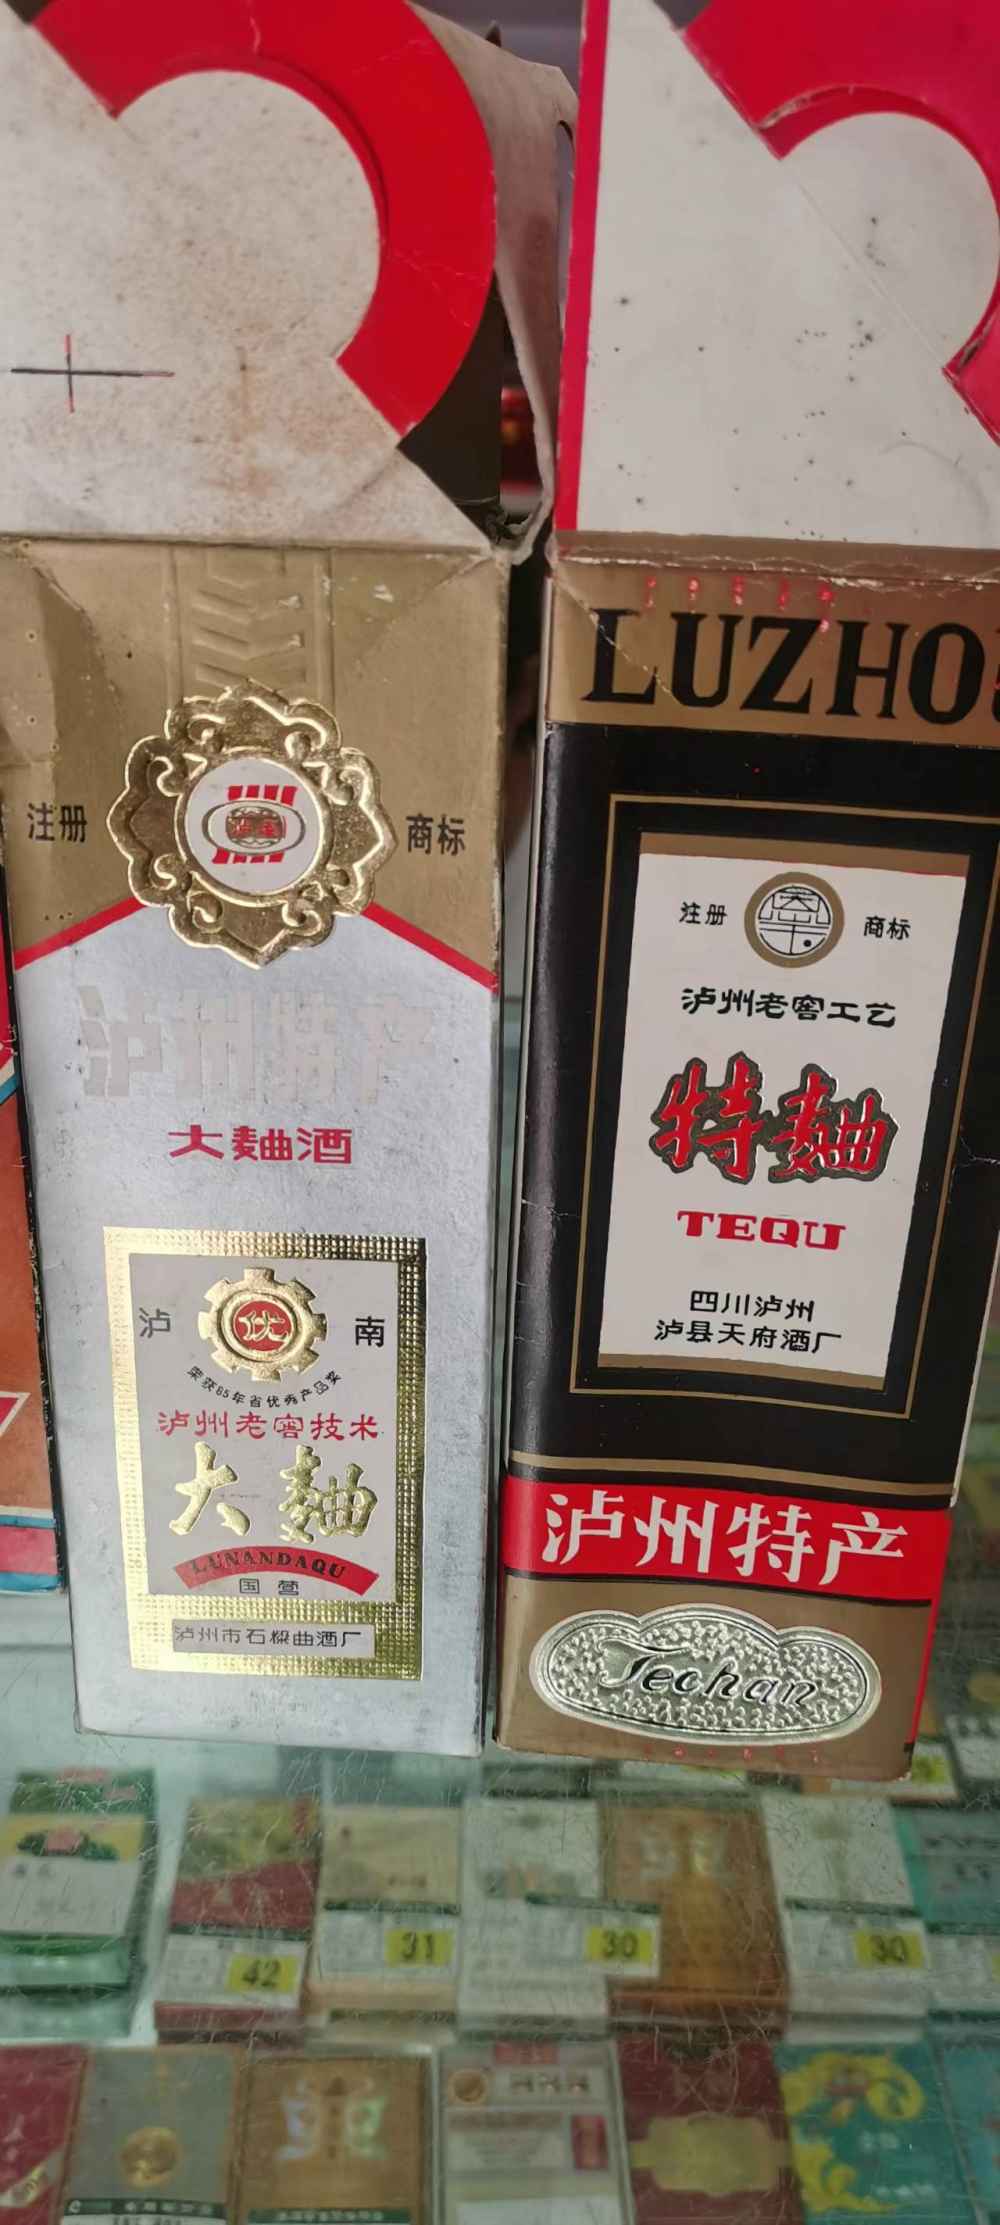 注册 商标
泸州特产
大麯酒
泸 优 南
荣获85年省优秀产品奖
泸州老窖技术
大麯
LUNANDAQU
国营
泸州市石樑曲酒厂
LUZHO
注册 商标
泸州老窖工艺
特麯
TEQU
四川泸州
泸县天府酒厂
泸州特产
Techan
42
31
30
30